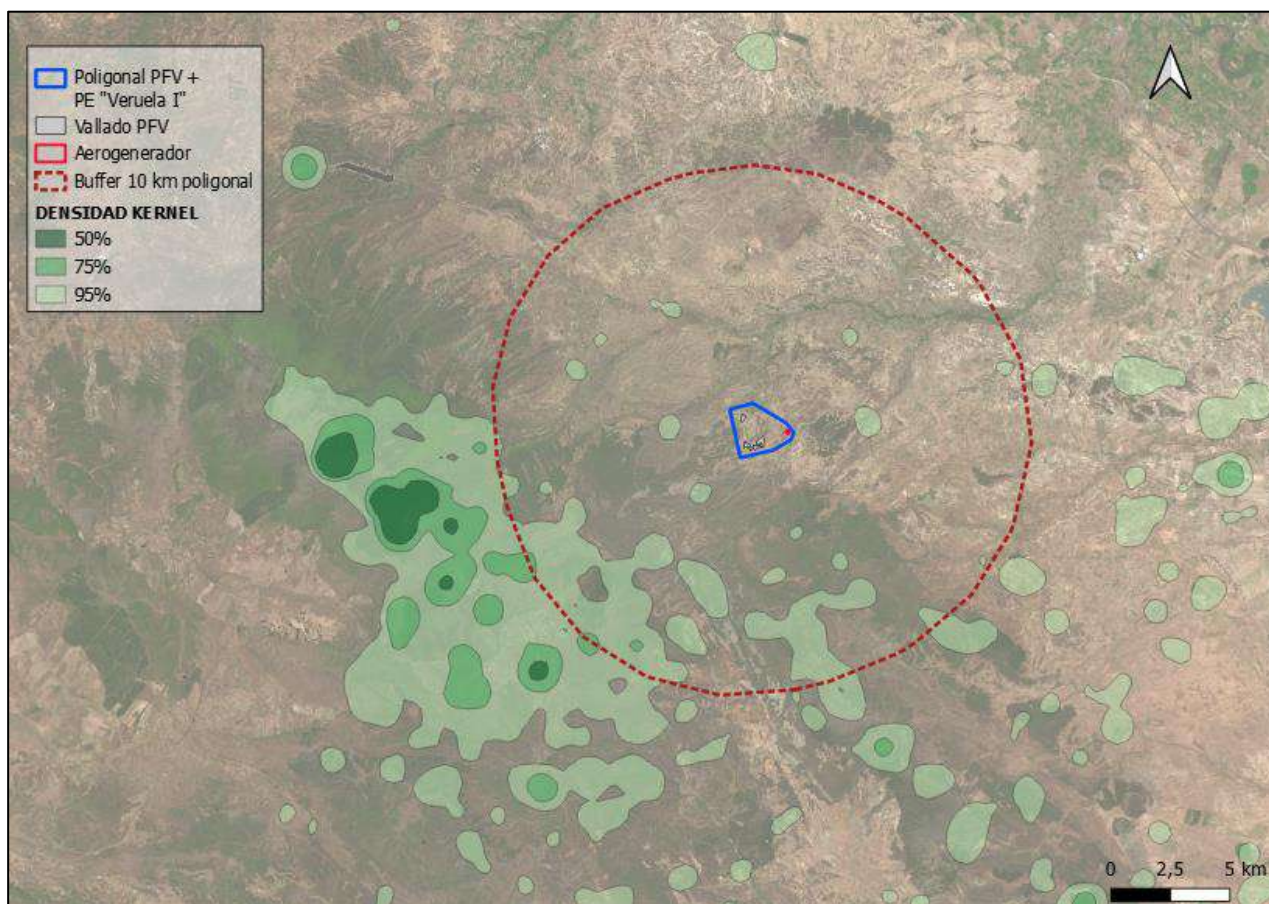 Poligonal PFV +
PE "Veruela I"
Vallado PFV
Aerogenerador
Buffer 10 km poligonal
DENSIDAD KERNEL
50%
75%
95%
0 2,5 5 km